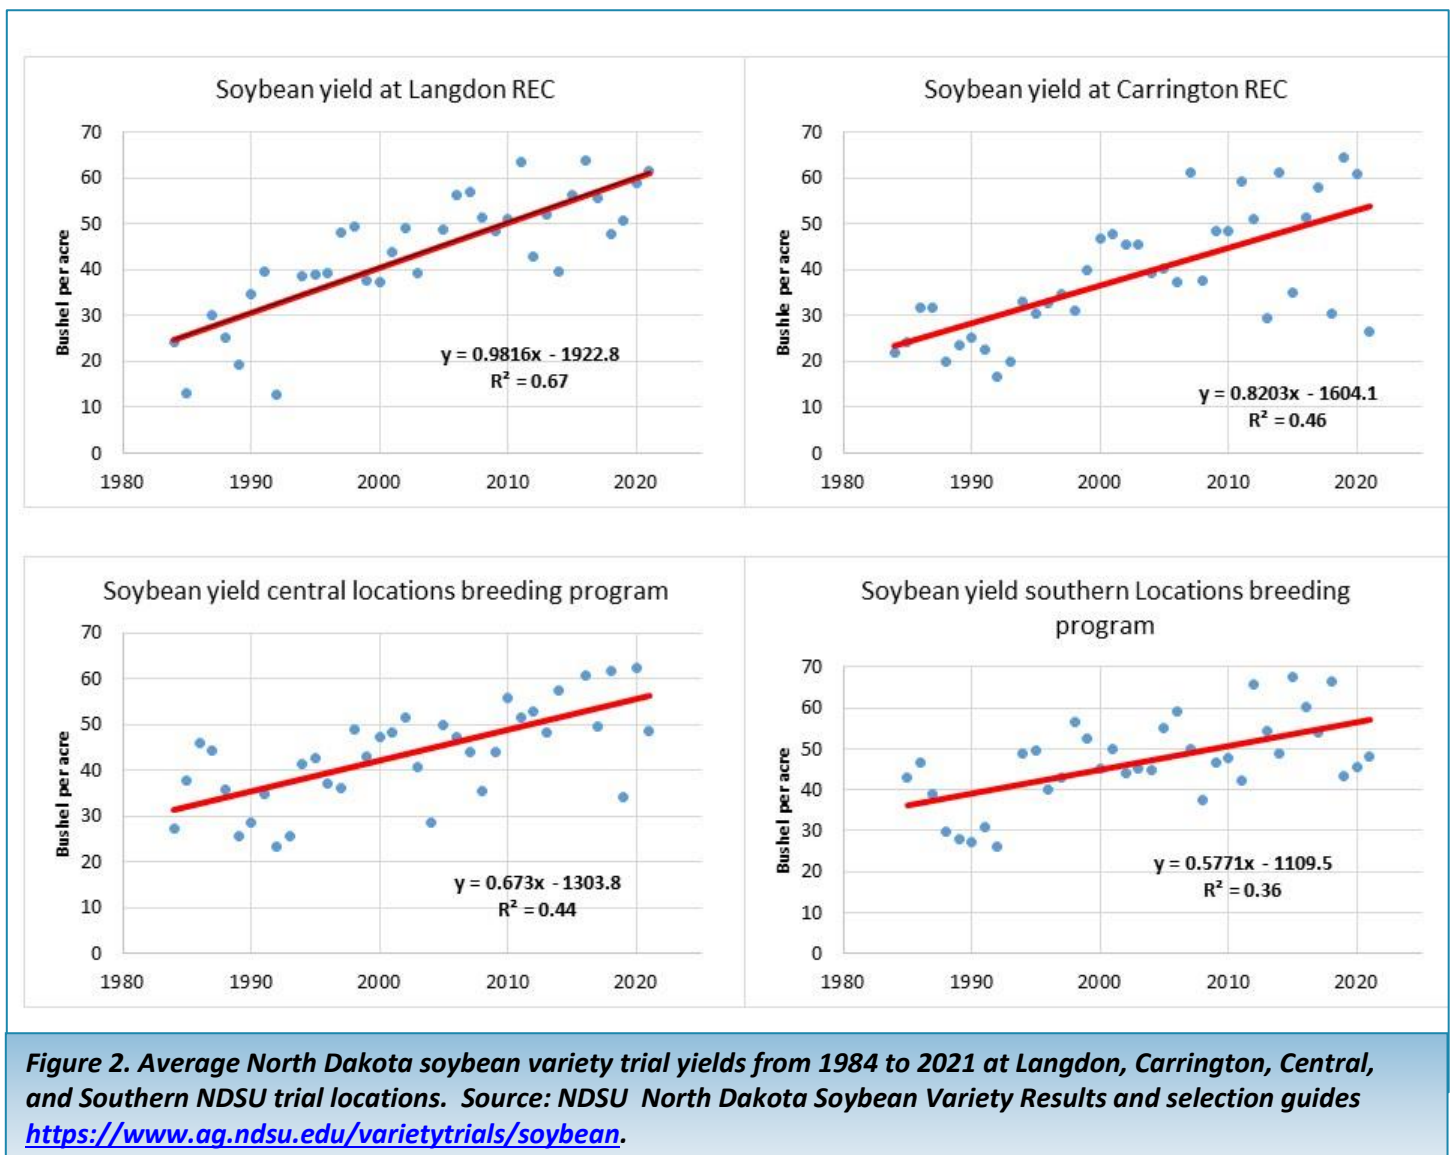 Soybean yield at Langdon REC
70
60
50
40
30
20
10
0
Bushel per acre
y = 0.9816x - 1922.8
R² = 0.67
1980 1990 2000 2010 2020
Soybean yield at Carrington REC
70
60
50
40
30
20
10
0
Bushle per acre
y = 0.8203x - 1604.1
R² = 0.46
1980 1990 2000 2010 2020
Soybean yield central locations breeding program
70
60
50
40
30
20
10
0
Bushel per acre
y = 0.673x - 1303.8
R² = 0.44
1980 1990 2000 2010 2020
Soybean yield southern Locations breeding
program
70
60
50
40
30
20
10
0
Bushel per acre
y = 0.5771x - 1109.5
R² = 0.36
1980 1990 2000 2010 2020
Figure 2. Average North Dakota soybean variety trial yields from 1984 to 2021 at Langdon, Carrington, Central,
and Southern NDSU trial locations. Source: NDSU North Dakota Soybean Variety Results and selection guides
https://www.ag.ndsu.edu/varietytrials/soybean.